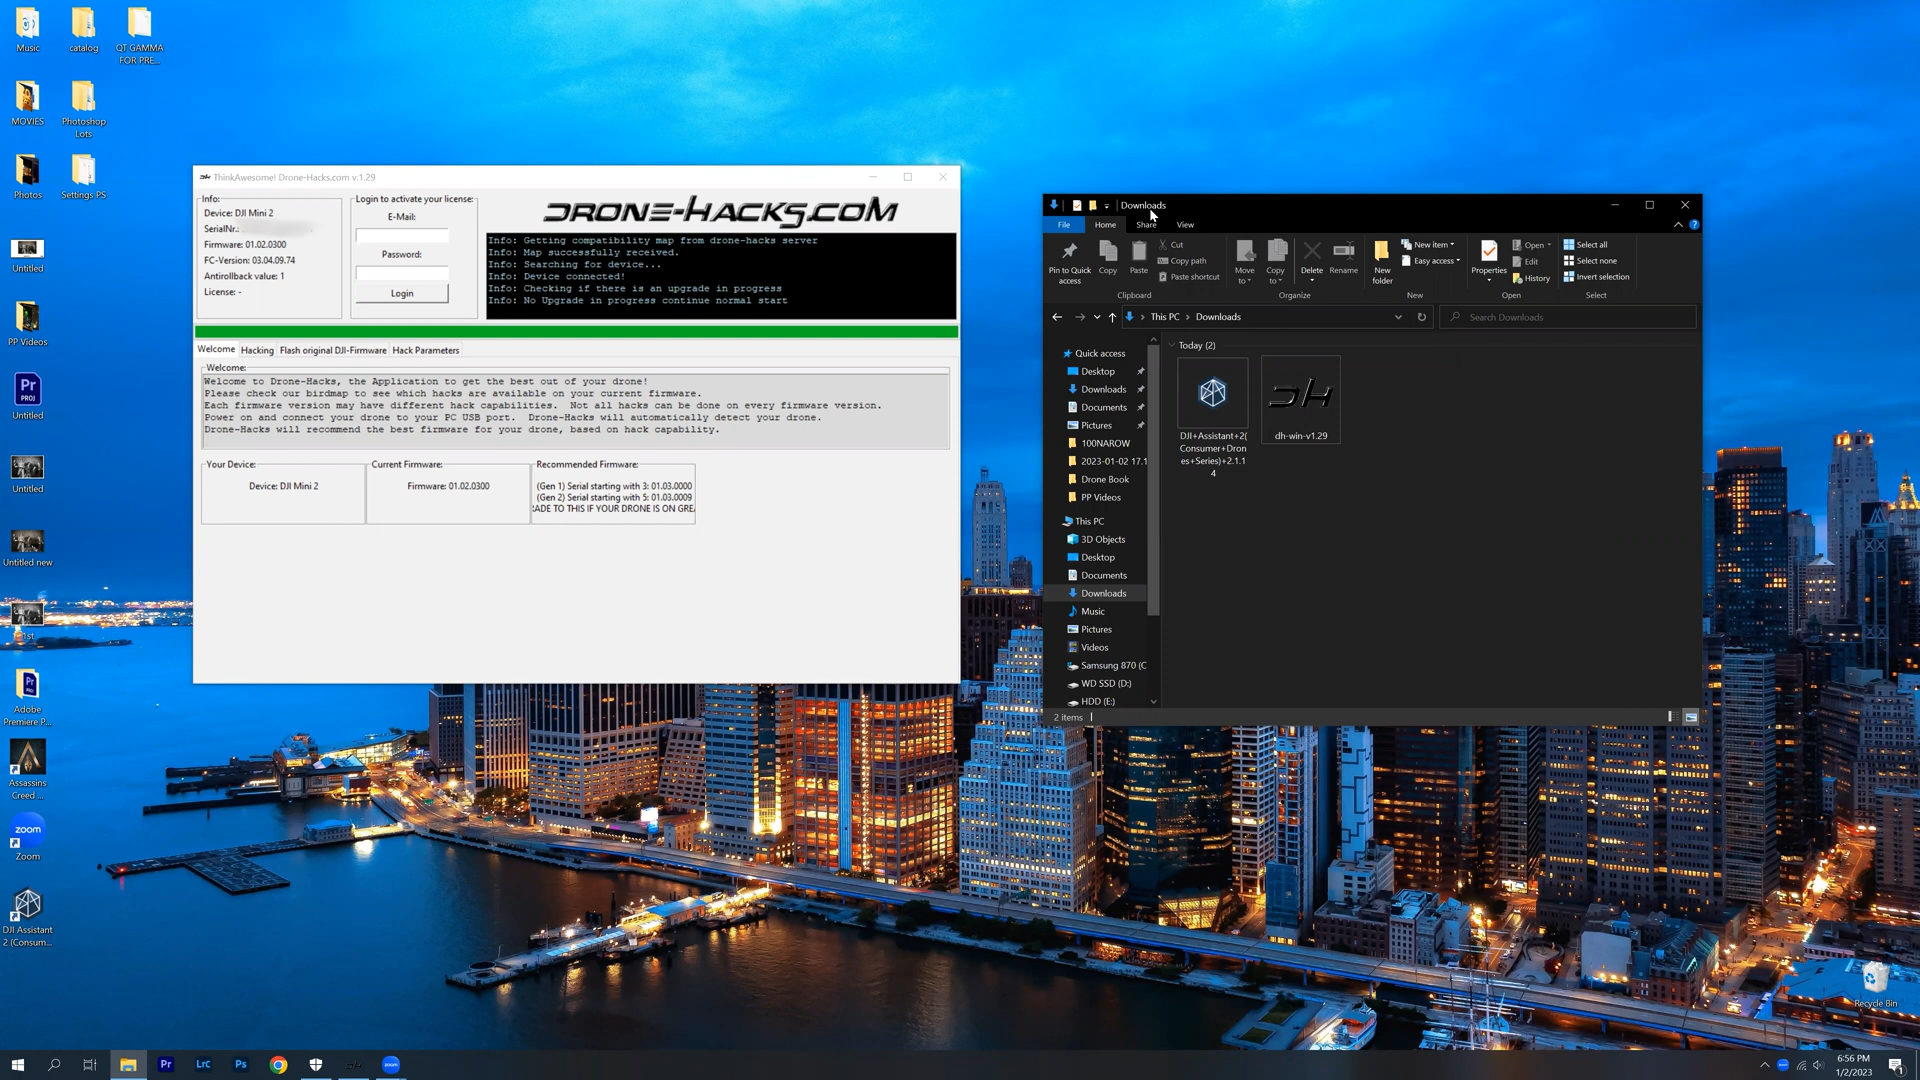 Music
catalog
QT GAMMA
FOR PRE...
MOVIES
Photoshop
Lots
Photos
Settings PS
Untitled
PP Videos
Untitled
Untitled
Untitled new
1st
Adobe
Premiere P...
Assassins
Creed ...
Zoom
DJI Assistant
2 (Consum...
Recycle Bin
ThinkAwesome! Drone-Hacks.com v.1.29
Info:
Device: DJI Mini 2
SerialNr.:
Firmware: 01.02.0300
FC-Version: 03.04.09.74
Antirollback value: 1
License: -
Login to activate your license:
E-Mail:
Password:
Login
DRONE-HACKS.COM
Info: Getting compatibility map from drone-hacks server
Info: Map successfully received.
Info: Searching for device...
Info: Device connected!
Info: Checking if there is an upgrade in progress
Info: No Upgrade in progress continue normal start
Welcome
Hacking
Flash original DJI-Firmware
Hack Parameters
Welcome:
Welcome to Drone-Hacks, the Application to get the best out of your drone!
Please check our birdmap to see which hacks are available on your current firmware.
Each firmware version may have different hack capabilities. Not all hacks can be done on every firmware version.
Power on and connect your drone to your PC USB port. Drone-Hacks will automatically detect your drone.
Drone-Hacks will recommend the best firmware for your drone, based on hack capability.
Your Device:
Device: DJI Mini 2
Current Firmware:
Firmware: 01.02.0300
Recommended Firmware:
(Gen 1) Serial starting with 3: 01.03.0000
(Gen 2) Serial starting with 5: 01.03.0009
ADE TO THIS IF YOUR DRONE IS ON GRE
Downloads
File
Home
Share
View
Pin to Quick
access
Copy
Paste
Cut
Copy path
Paste shortcut
Clipboard
Move
to
Copy
to
Delete
Rename
Organize
New
folder
New item
Easy access
New
Properties
Open
Edit
History
Open
Select all
Select none
Invert selection
Select
This PC
Downloads
Search Downloads
Quick access
Desktop
Downloads
Documents
Pictures
100NAROW
2023-01-02 17.1
Drone Book
PP Videos
This PC
3D Objects
Desktop
Documents
Downloads
Music
Pictures
Videos
Samsung 870 (C
WD SSD (D:)
HDD (E:)
Today (2)
DJI+Assistant+2(
Consumer+Dron
es+Series)+2.1.1
4
dh
dh-win-v1.29
2 items
Pr
PROJ
zoom
Pr
Lrc
Ps
zoom
6:56 PM
1/2/2023
1